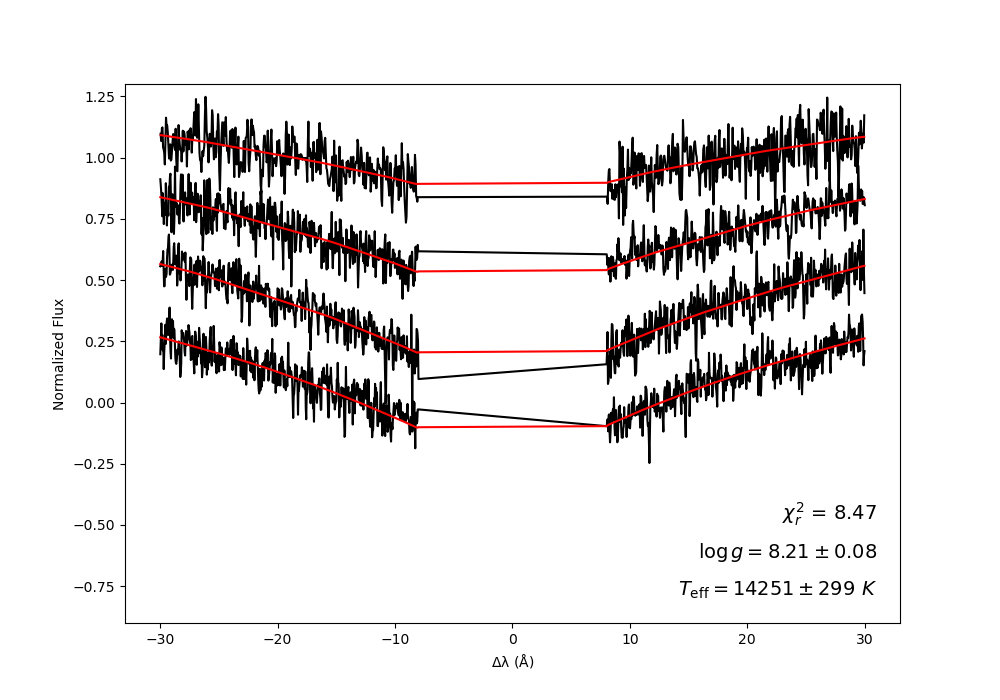 1.25
1.00
0.75
0.50
0.25
0.00
−0.25
−0.50
−0.75
Normalized Flux
χ²ᵣ = 8.47
log g = 8.21 ± 0.08
T_eff = 14251 ± 299 K
−30 −20 −10 0 10 20 30
Δλ (Å)